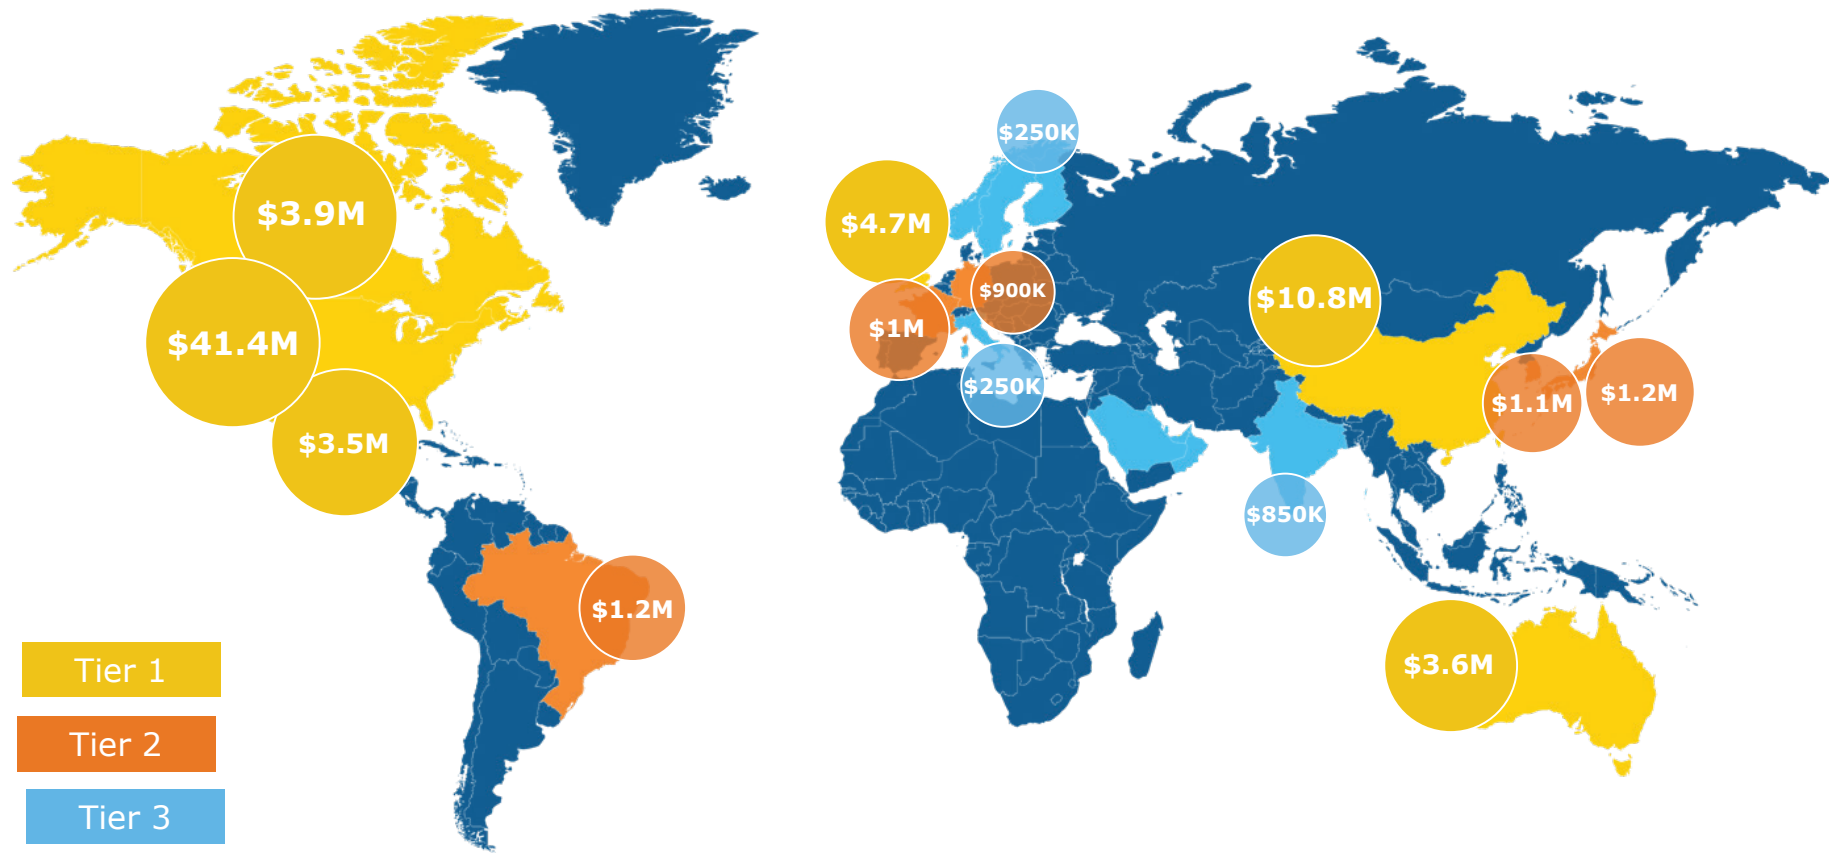 $250K
$3.9M
$4.7M
$900K
$10.8M
$1M
$41.4M
$250K
$1.1M
$1.2M
$3.5M
$850K
$1.2M
$3.6M
Tier 1
Tier 2
Tier 3